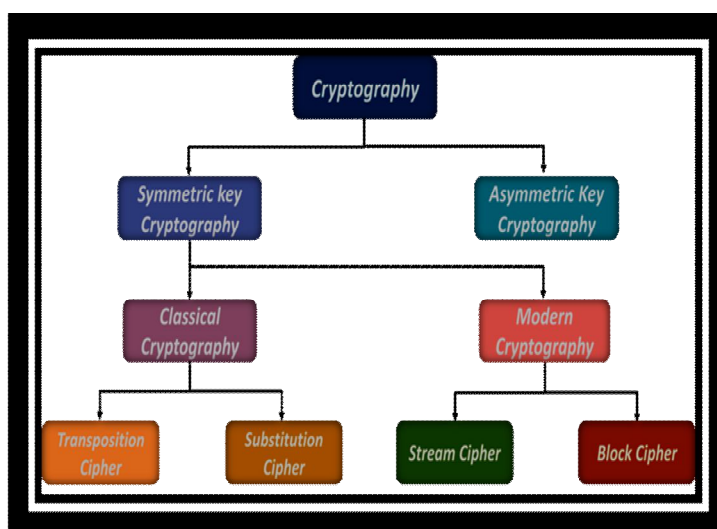 Cryptography
Symmetric key
Cryptography
Asymmetric Key
Cryptography
Classical
Cryptography
Modern
Cryptography
Transposition
Cipher
Substitution
Cipher
Stream Cipher
Block Cipher